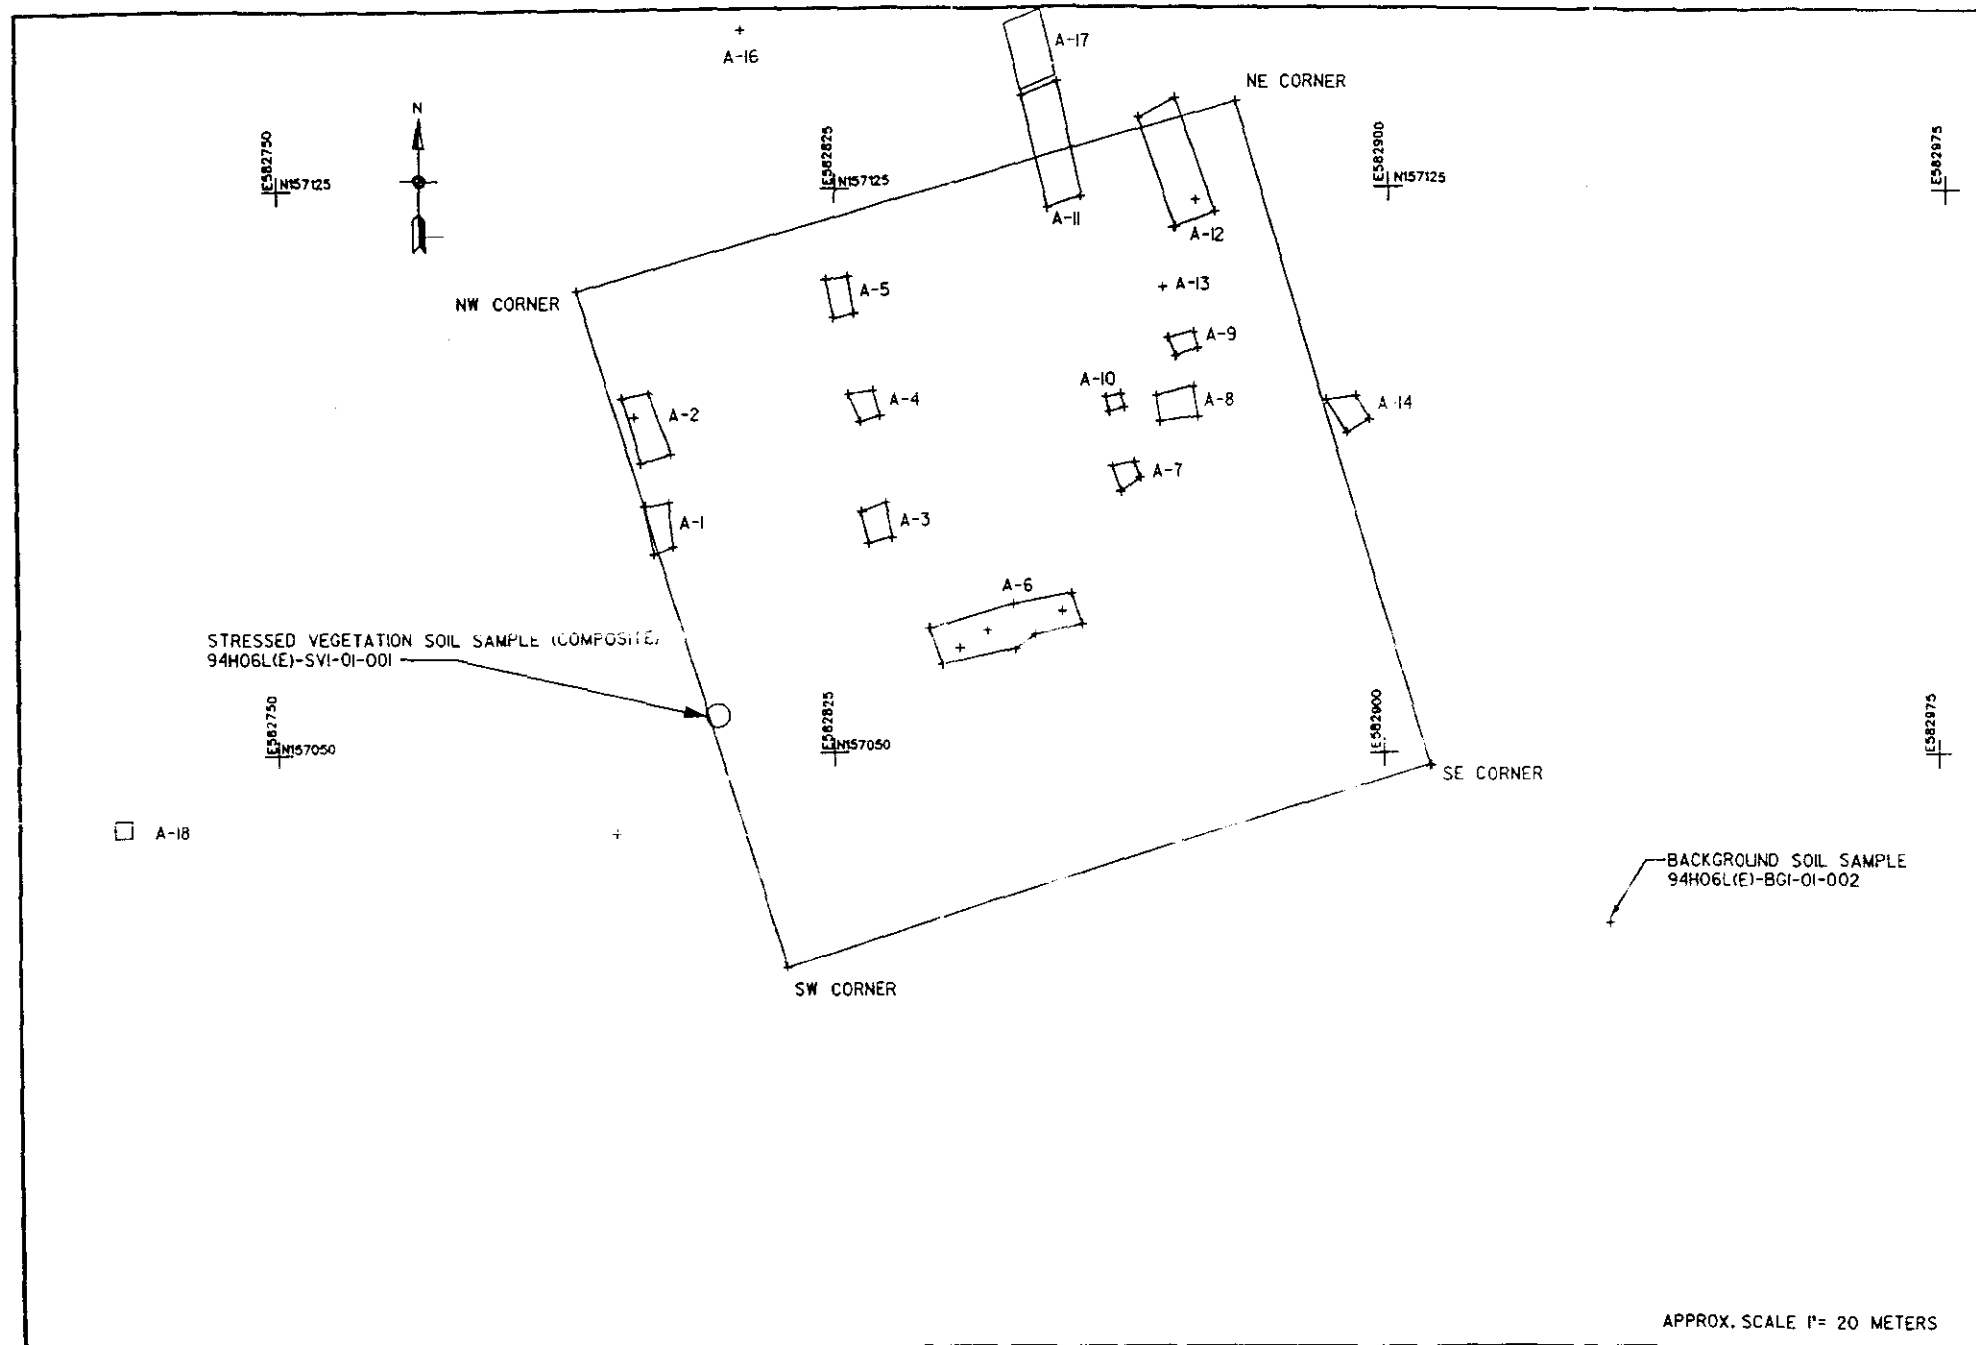 A-16
A-17
N
NE CORNER
E582750
N157125
E582825
N157125
E582900
N157125
E582975
A-11
A-12
NW CORNER
A-5
A-13
A-9
A-10
A-2
A-4
A-8
A-14
A-7
A-1
A-3
A-6
STRESSED VEGETATION SOIL SAMPLE (COMPOSITE)
94H06L(E)-SV1-01-001
E582750
N157050
E582825
N157050
E582900
E582975
SE CORNER
A-18
BACKGROUND SOIL SAMPLE
94H06L(E)-BG1-01-002
SW CORNER
APPROX. SCALE 1"= 20 METERS